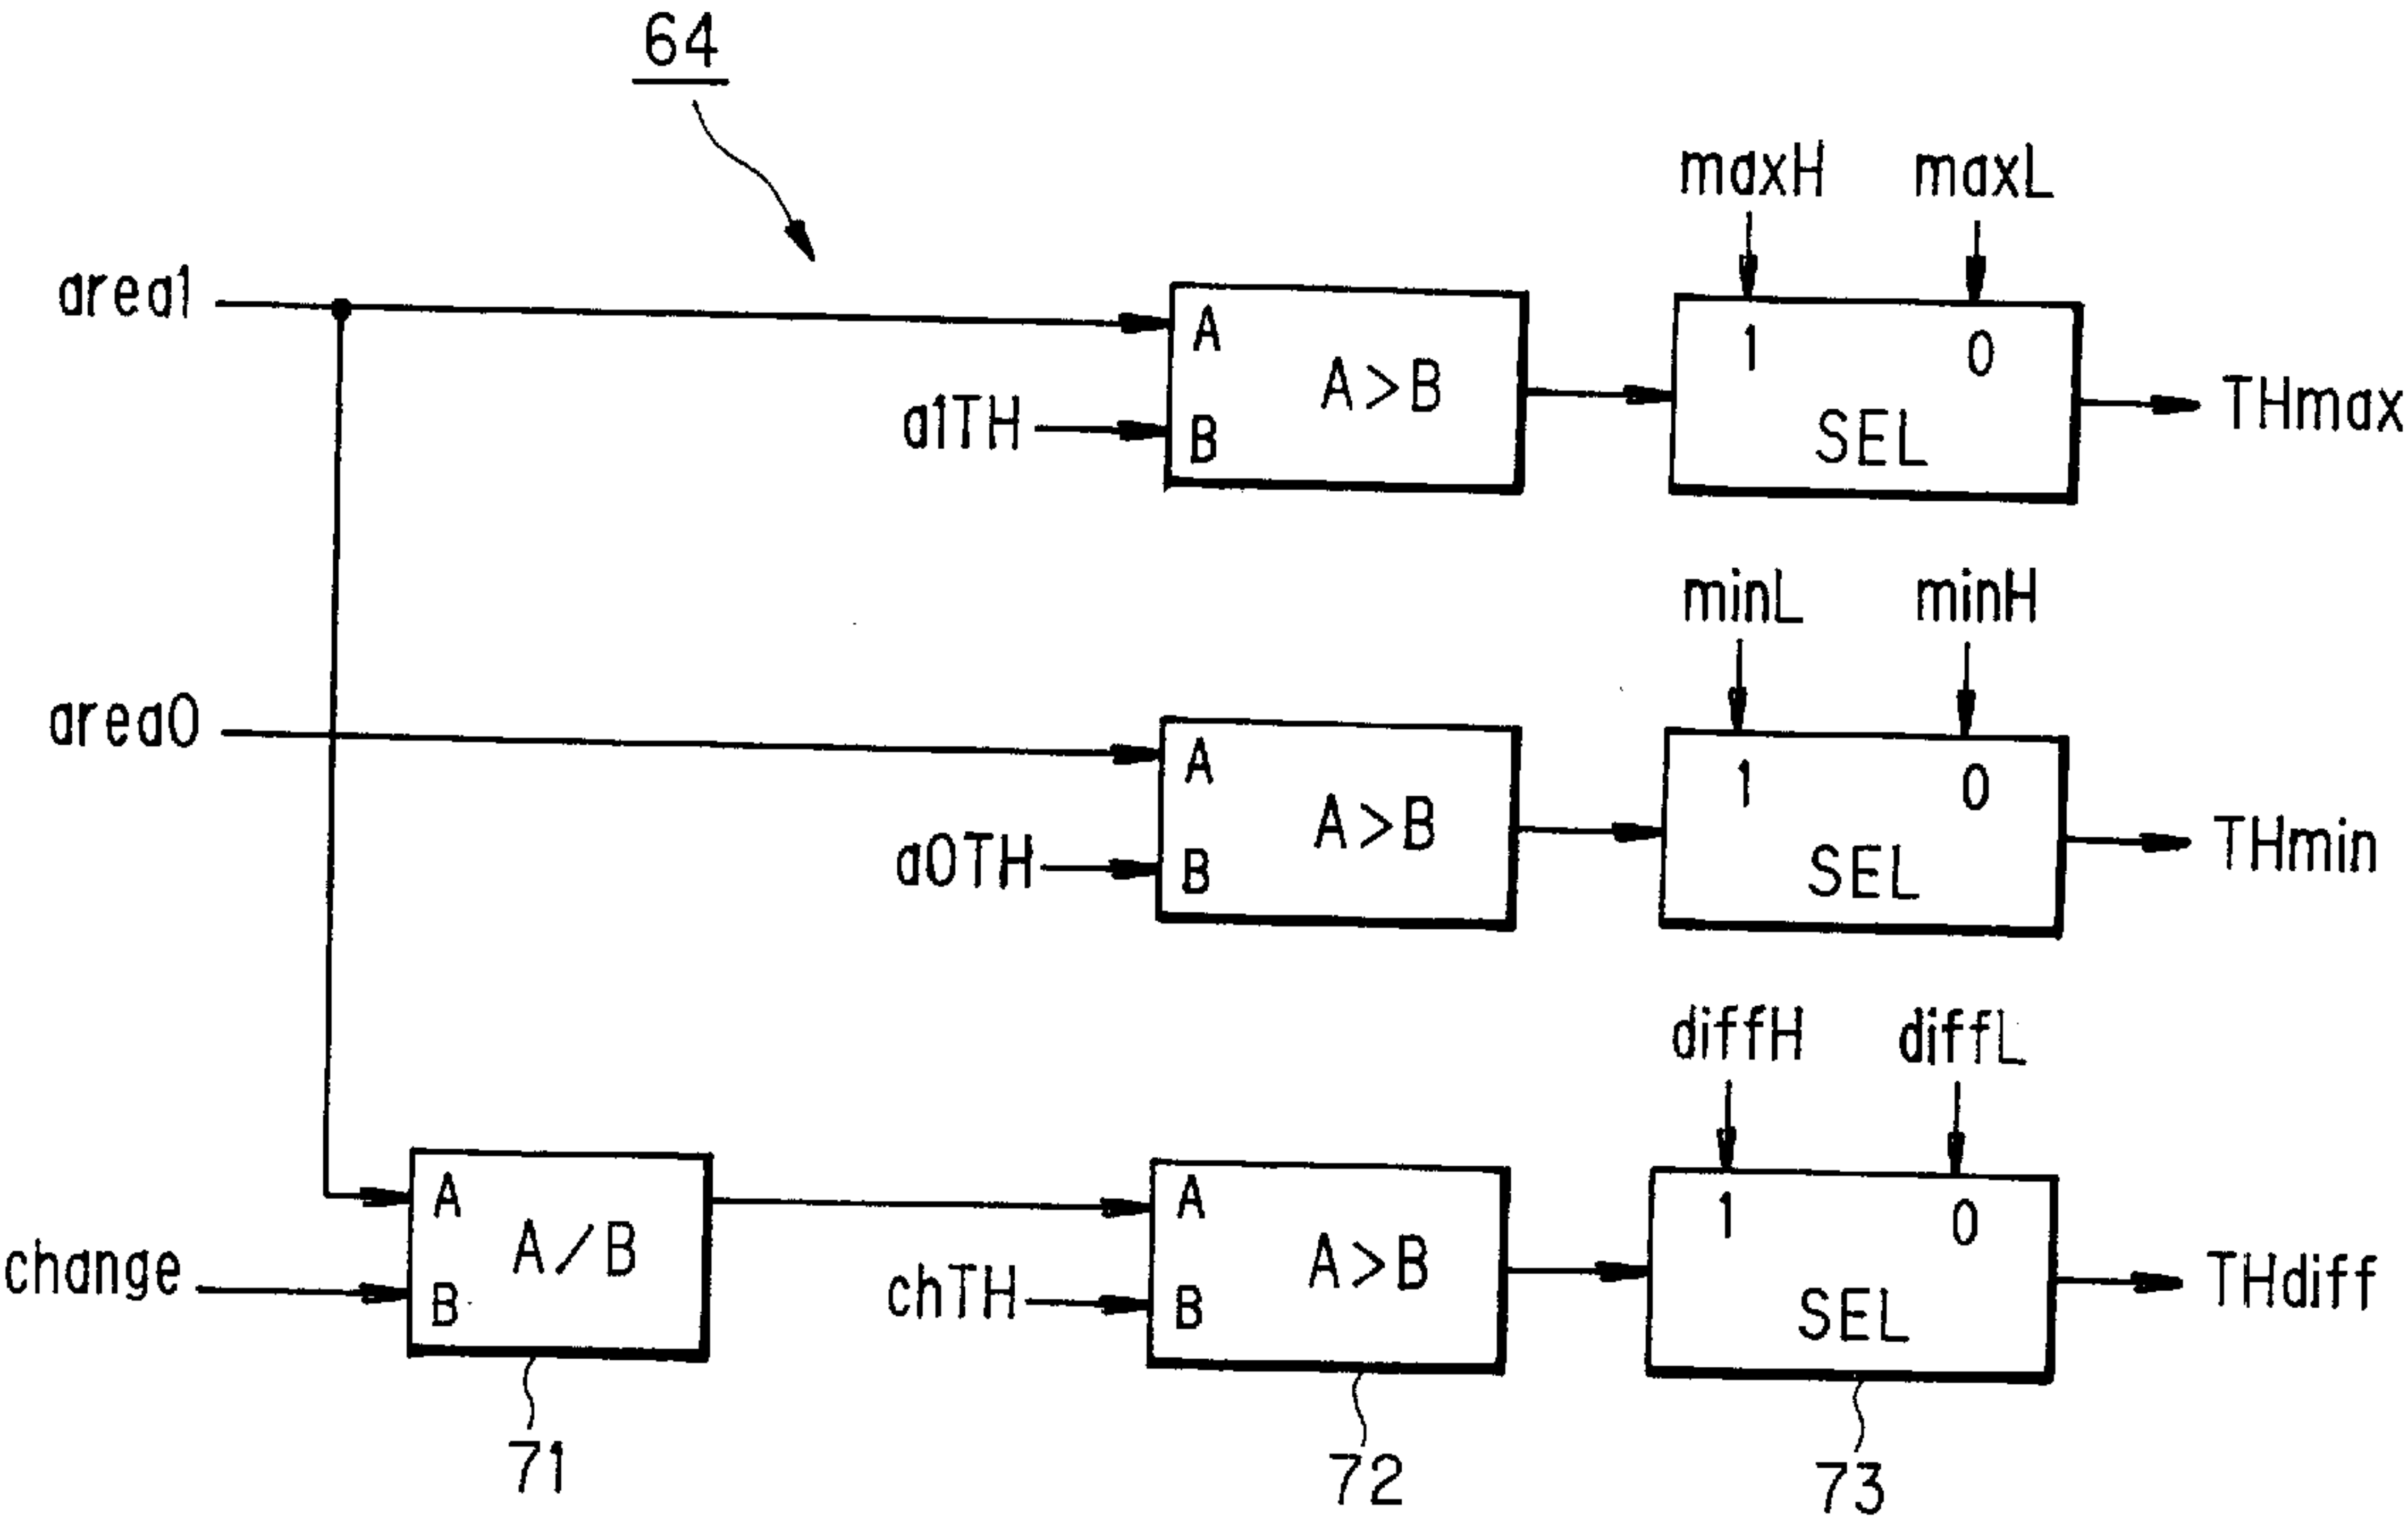 64
maxH maxL
area1
A
A>B
a1TH
B
1 0
SEL
THmax
minL minH
area0
A
A>B
a0TH
B
1 0
SEL
THmin
diffH diffL
A
A/B
change
B
A
A>B
chTH
B
1 0
SEL
THdiff
71
72
73